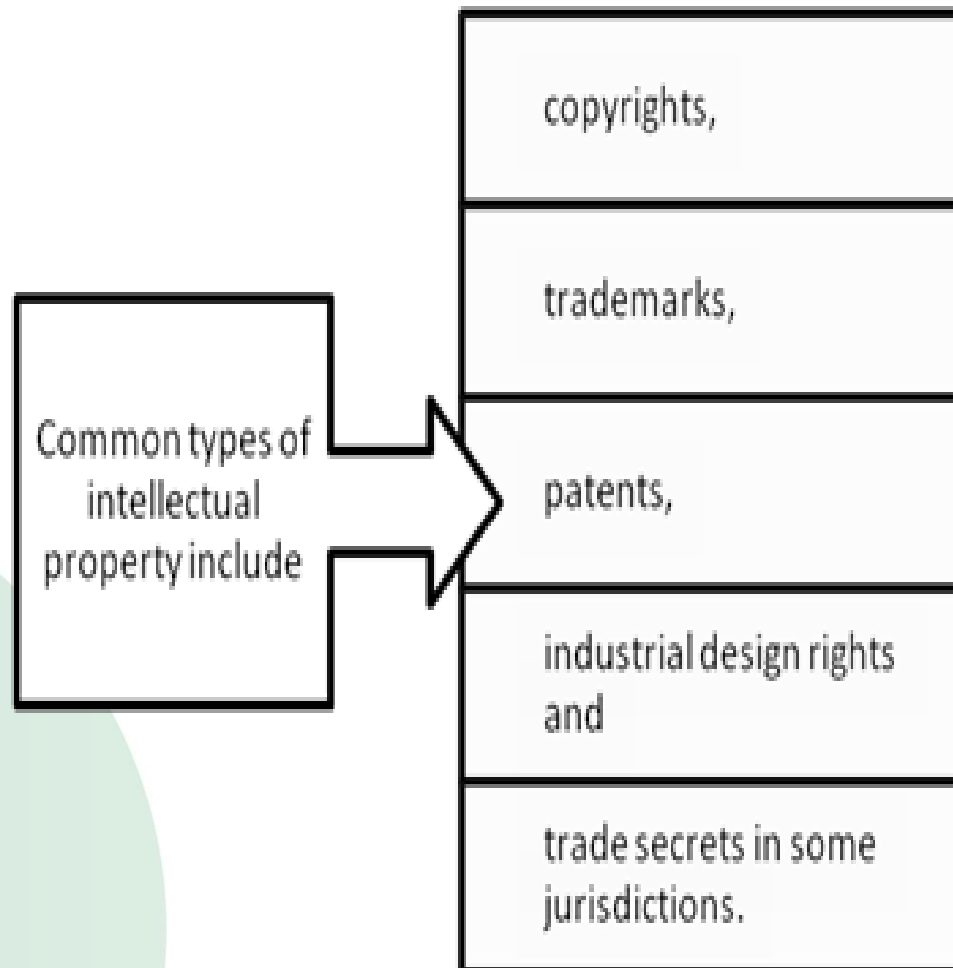 Common types of
intellectual
property include
copyrights,
trademarks,
patents,
industrial design rights
and
trade secrets in some
jurisdictions.